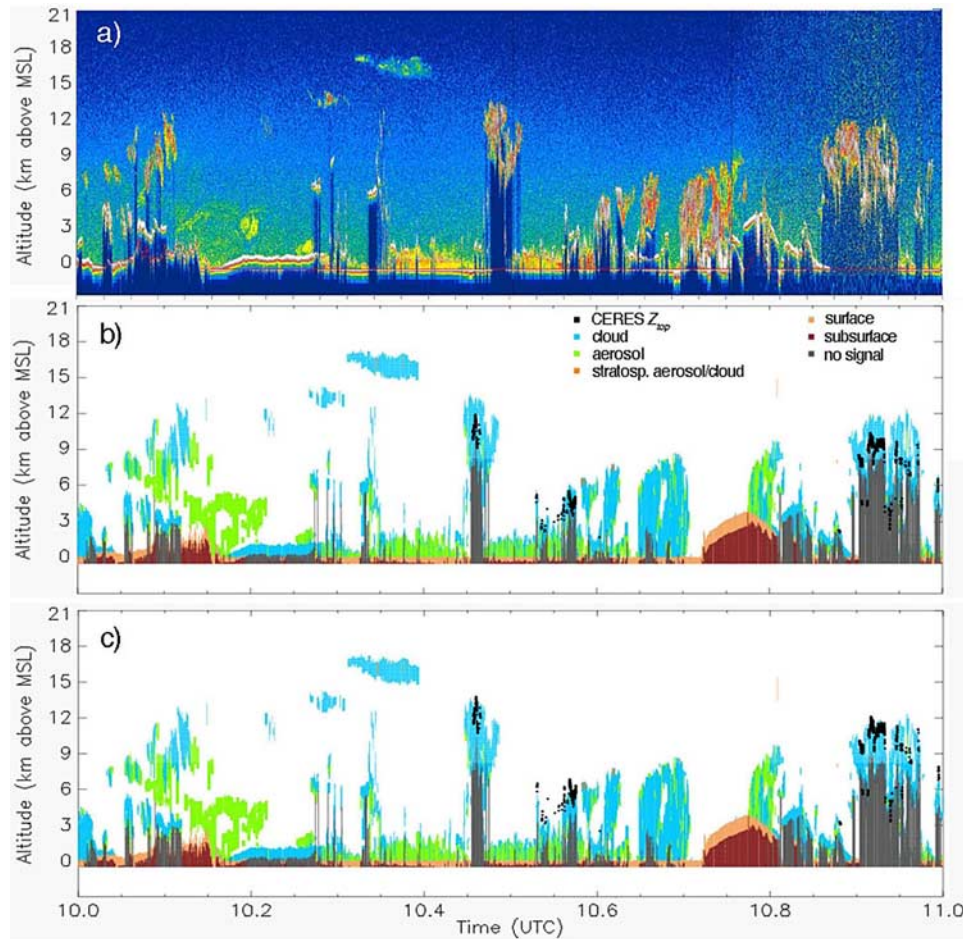 21
18
15
12
9
6
3
0
Altitude (km above MSL)
a)
21
18
15
12
9
6
3
0
Altitude (km above MSL)
b)
CERES Z_top
cloud
aerosol
stratosp. aerosol/cloud
surface
subsurface
no signal
21
18
15
12
9
6
3
0
Altitude (km above MSL)
c)
10.0 10.2 10.4 10.6 10.8 11.0
Time (UTC)